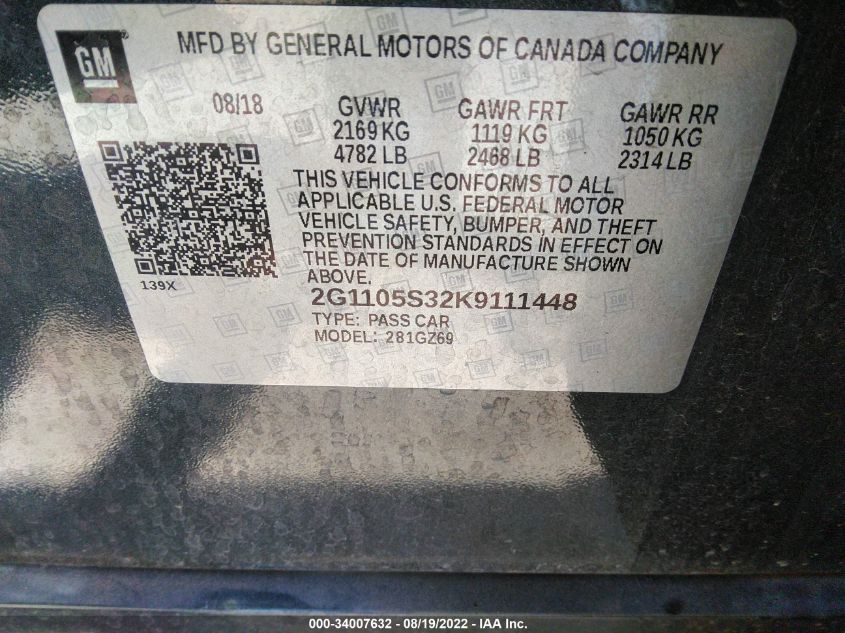 GM
MFD BY GENERAL MOTORS OF CANADA COMPANY
08/18 GVWR GAWR FRT GAWR RR
2169 KG 1119 KG 1050 KG
4782 LB 2468 LB 2314 LB
THIS VEHICLE CONFORMS TO ALL
APPLICABLE U.S. FEDERAL MOTOR
VEHICLE SAFETY, BUMPER, AND THEFT
PREVENTION STANDARDS IN EFFECT ON
THE DATE OF MANUFACTURE SHOWN
ABOVE.
139X
2G1105S32K9111448
TYPE: PASS CAR
MODEL: 281GZ69
000-34007632 - 08/19/2022 - IAA Inc.